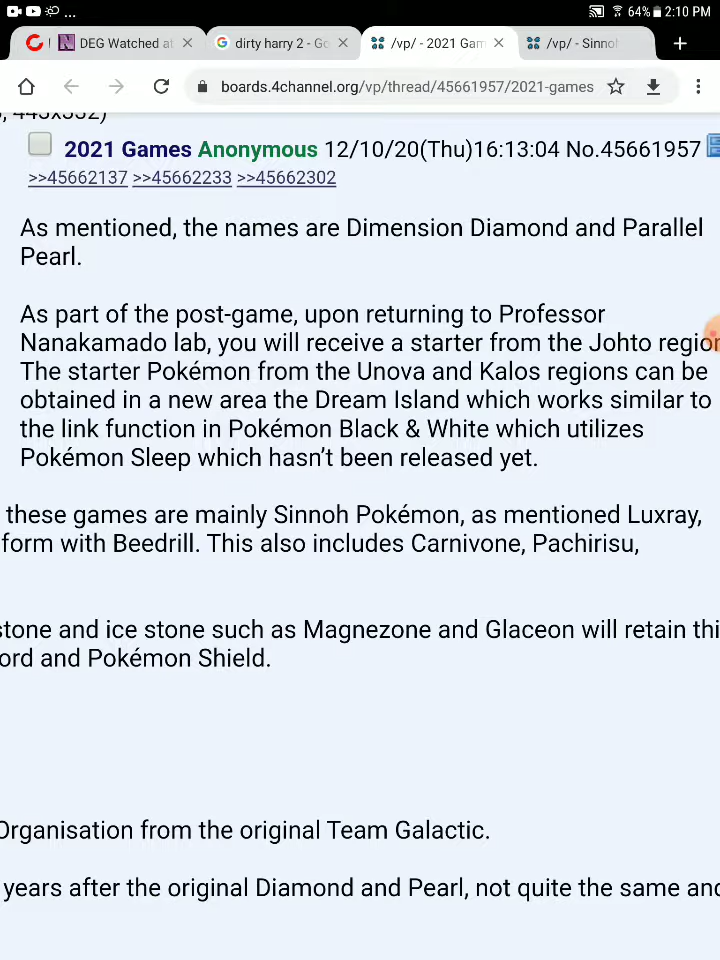 ... 64% 2:10 PM
DEG Watched at × dirty harry 2 - Go × /vp/ - 2021 Gam × /vp/ - Sinnoh +
boards.4channel.org/vp/thread/45661957/2021-games
, 443x332)
2021 Games Anonymous 12/10/20(Thu)16:13:04 No.45661957
>>45662137 >>45662233 >>45662302
As mentioned, the names are Dimension Diamond and Parallel
Pearl.
As part of the post-game, upon returning to Professor
Nanakamado lab, you will receive a starter from the Johto region
The starter Pokémon from the Unova and Kalos regions can be
obtained in a new area the Dream Island which works similar to
the link function in Pokémon Black & White which utilizes
Pokémon Sleep which hasn't been released yet.
these games are mainly Sinnoh Pokémon, as mentioned Luxray,
form with Beedrill. This also includes Carnivone, Pachirisu,
stone and ice stone such as Magnezone and Glaceon will retain thi
ord and Pokémon Shield.
Organisation from the original Team Galactic.
years after the original Diamond and Pearl, not quite the same and